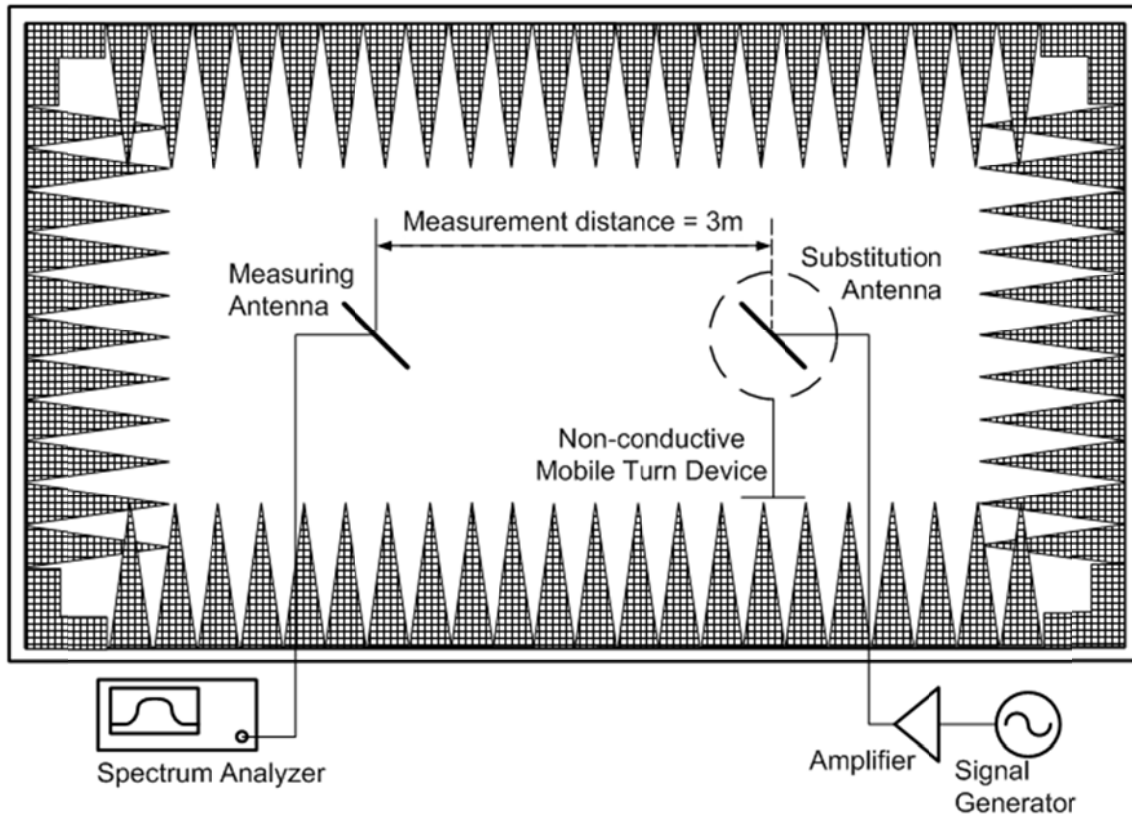 Measurement distance = 3m
Measuring
Antenna
Substitution
Antenna
Non-conductive
Mobile Turn Device
Spectrum Analyzer
Amplifier
Signal
Generator